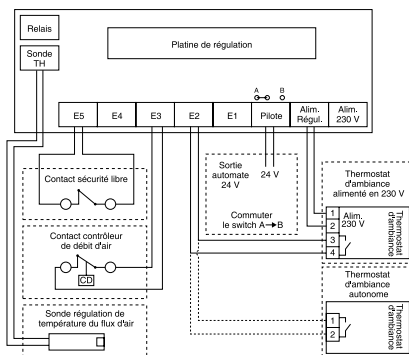 Relais
Sonde
TH
Platine de régulation
A
B
E5
E4
E3
E2
E1
Pilote
Alim.
Régul.
Alim.
230 V
Contact sécurité libre
Sortie
automate
24 V
24 V
Commuter
le switch A→B
Thermostat
d'ambiance
alimenté en 230 V
1
2
3
4
Alim.
230 V
Thermostat
d'ambiance
Contact contrôleur
de débit d'air
CD
Thermostat
d'ambiance
autonome
1
2
Thermostat
d'ambiance
Sonde régulation de
température du flux d'air